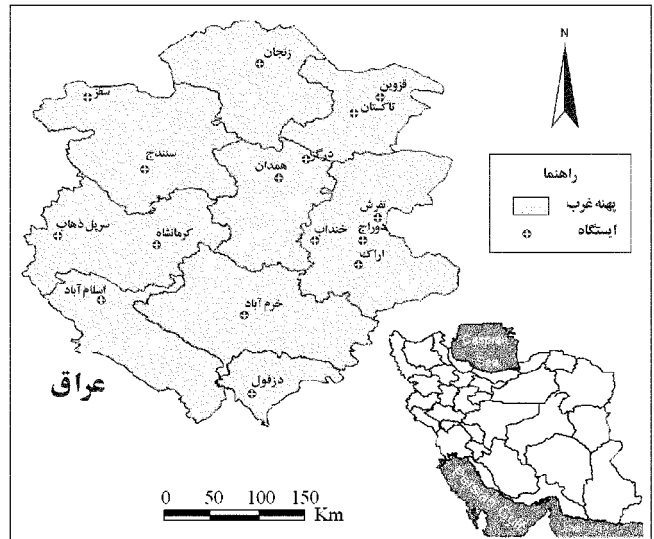 زنجان
N
سقز
قزوین
تاکستان
سنندج
درگز
همدان
راهنما
پهنه غرب
ایستگاه
تفرش
سرپل ذهاب
کرمانشاه
خنداب
دوراج
اراک
اسلام آباد
خرم آباد
عراق
دزفول
0 50 100 150
Km